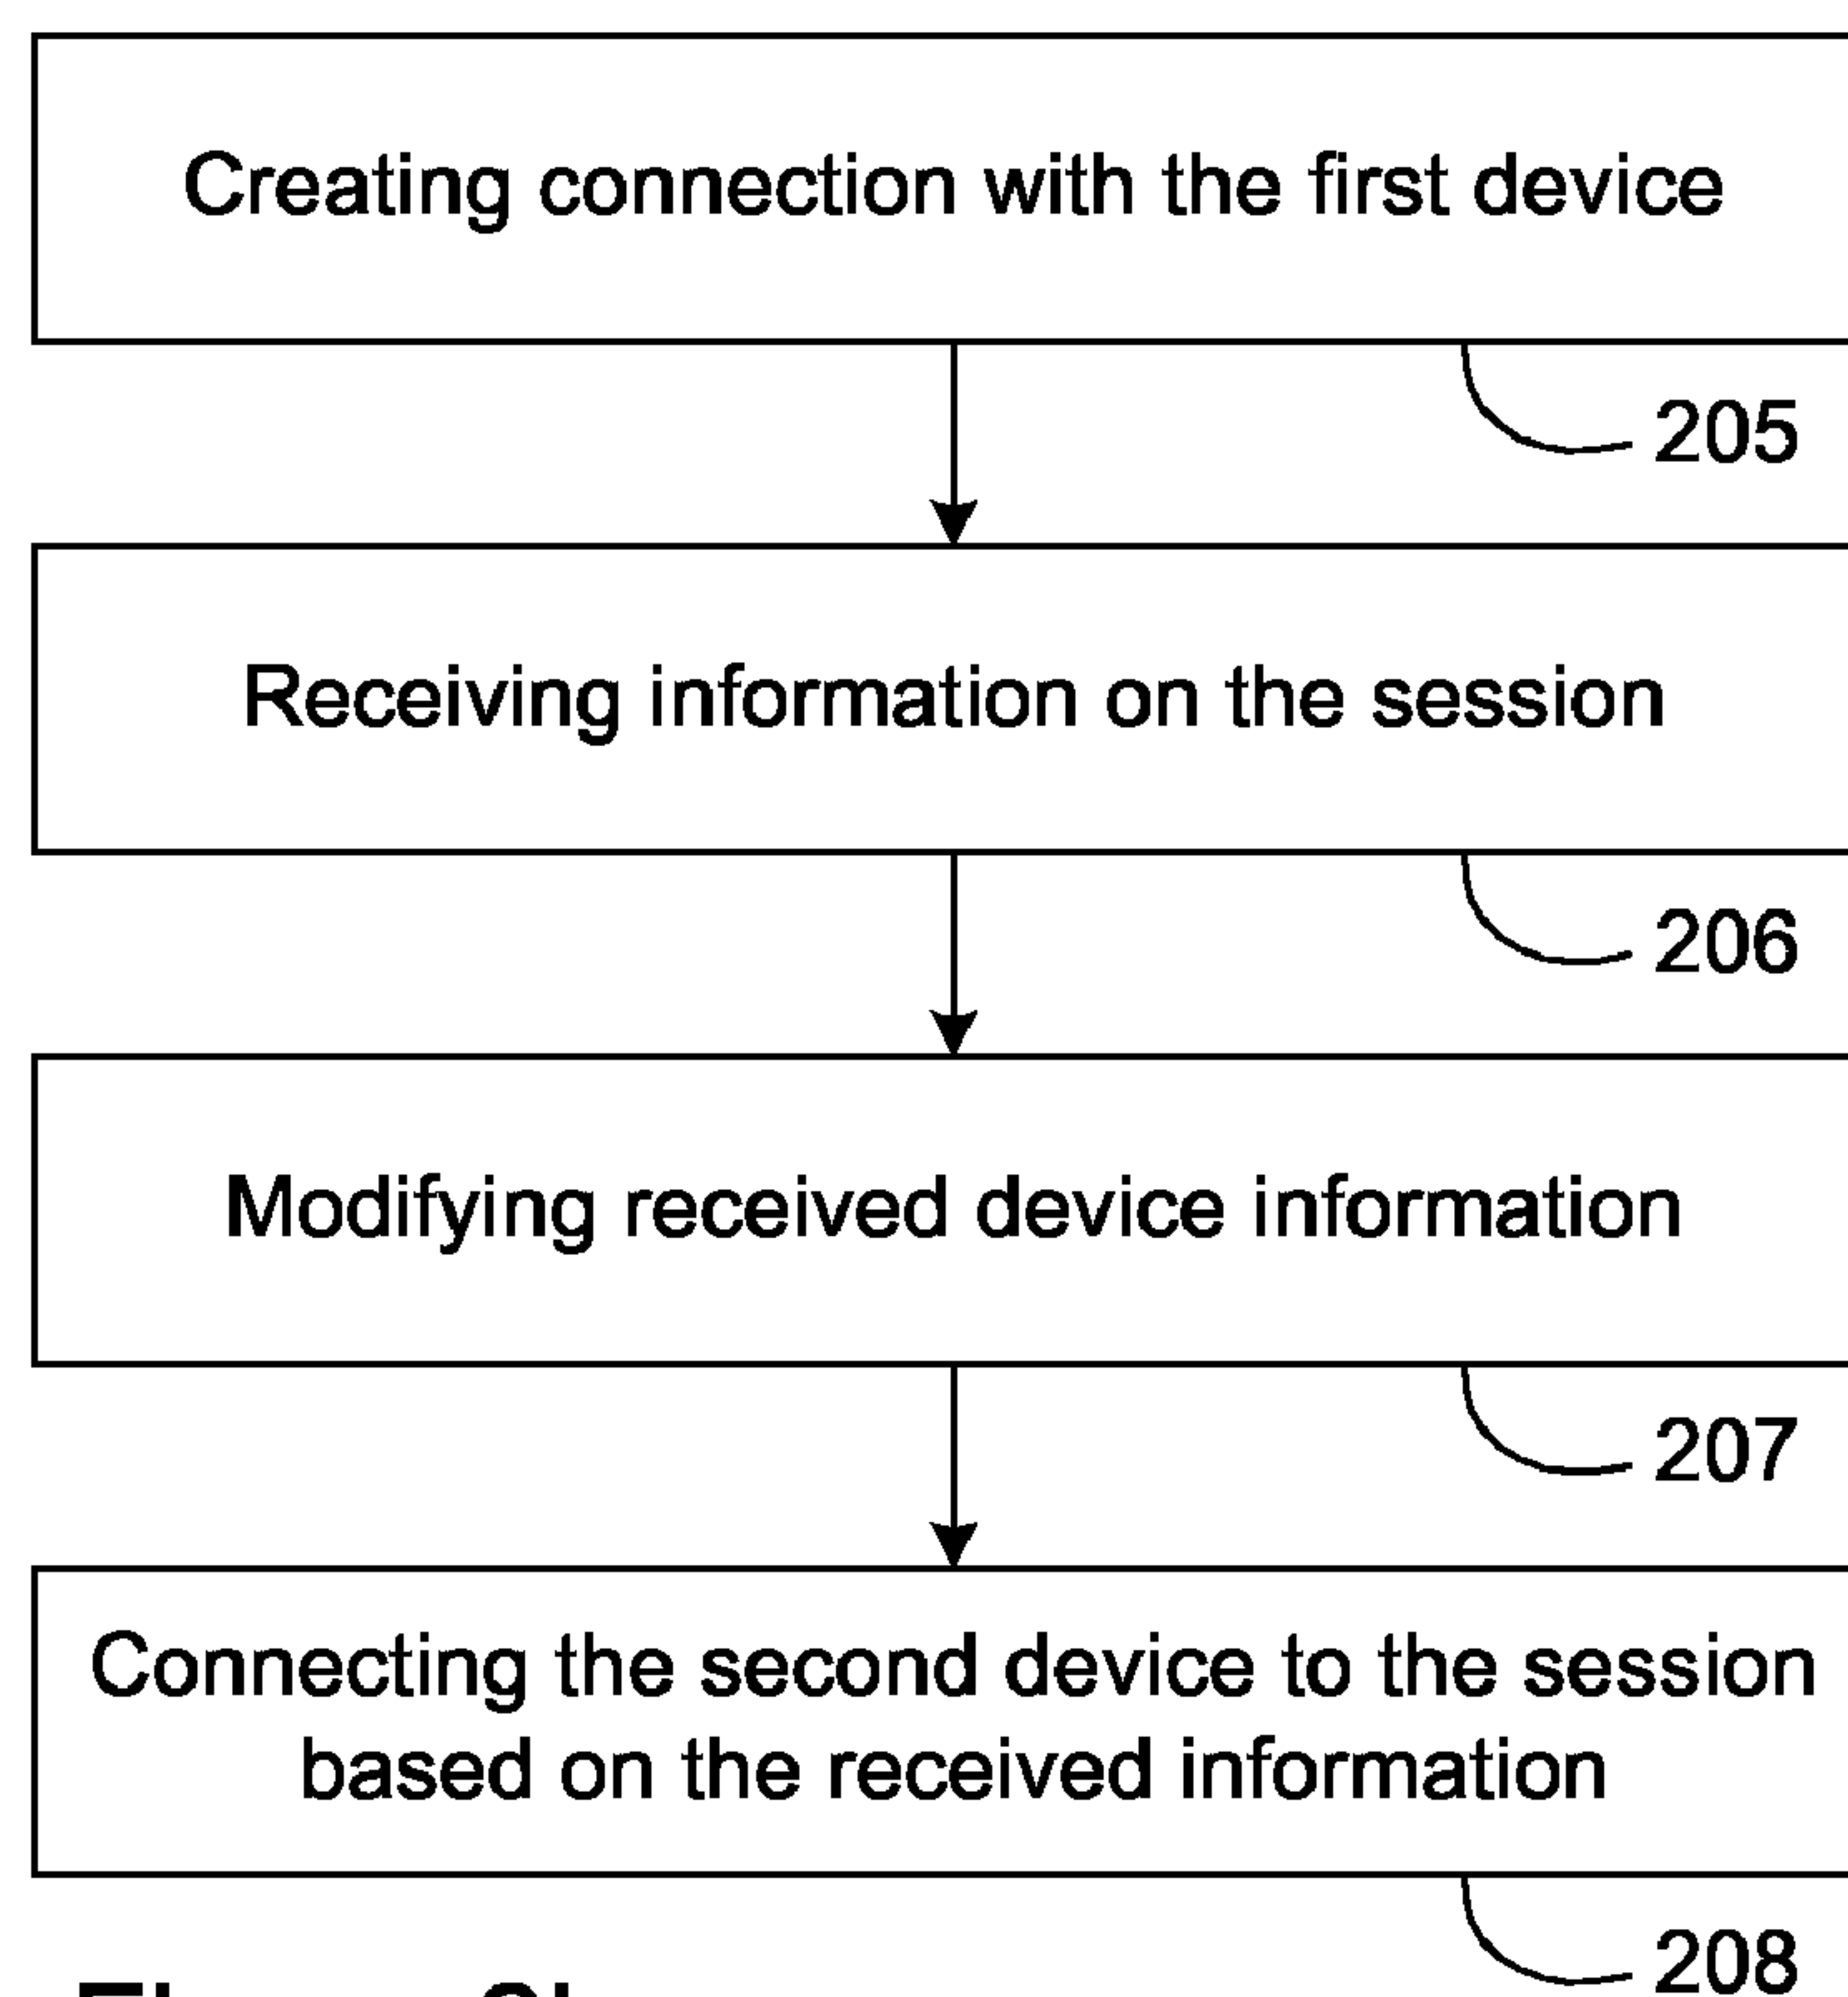 Creating connection with the first device
205
Receiving information on the session
206
Modifying received device information
207
Connecting the second device to the session
based on the received information
208